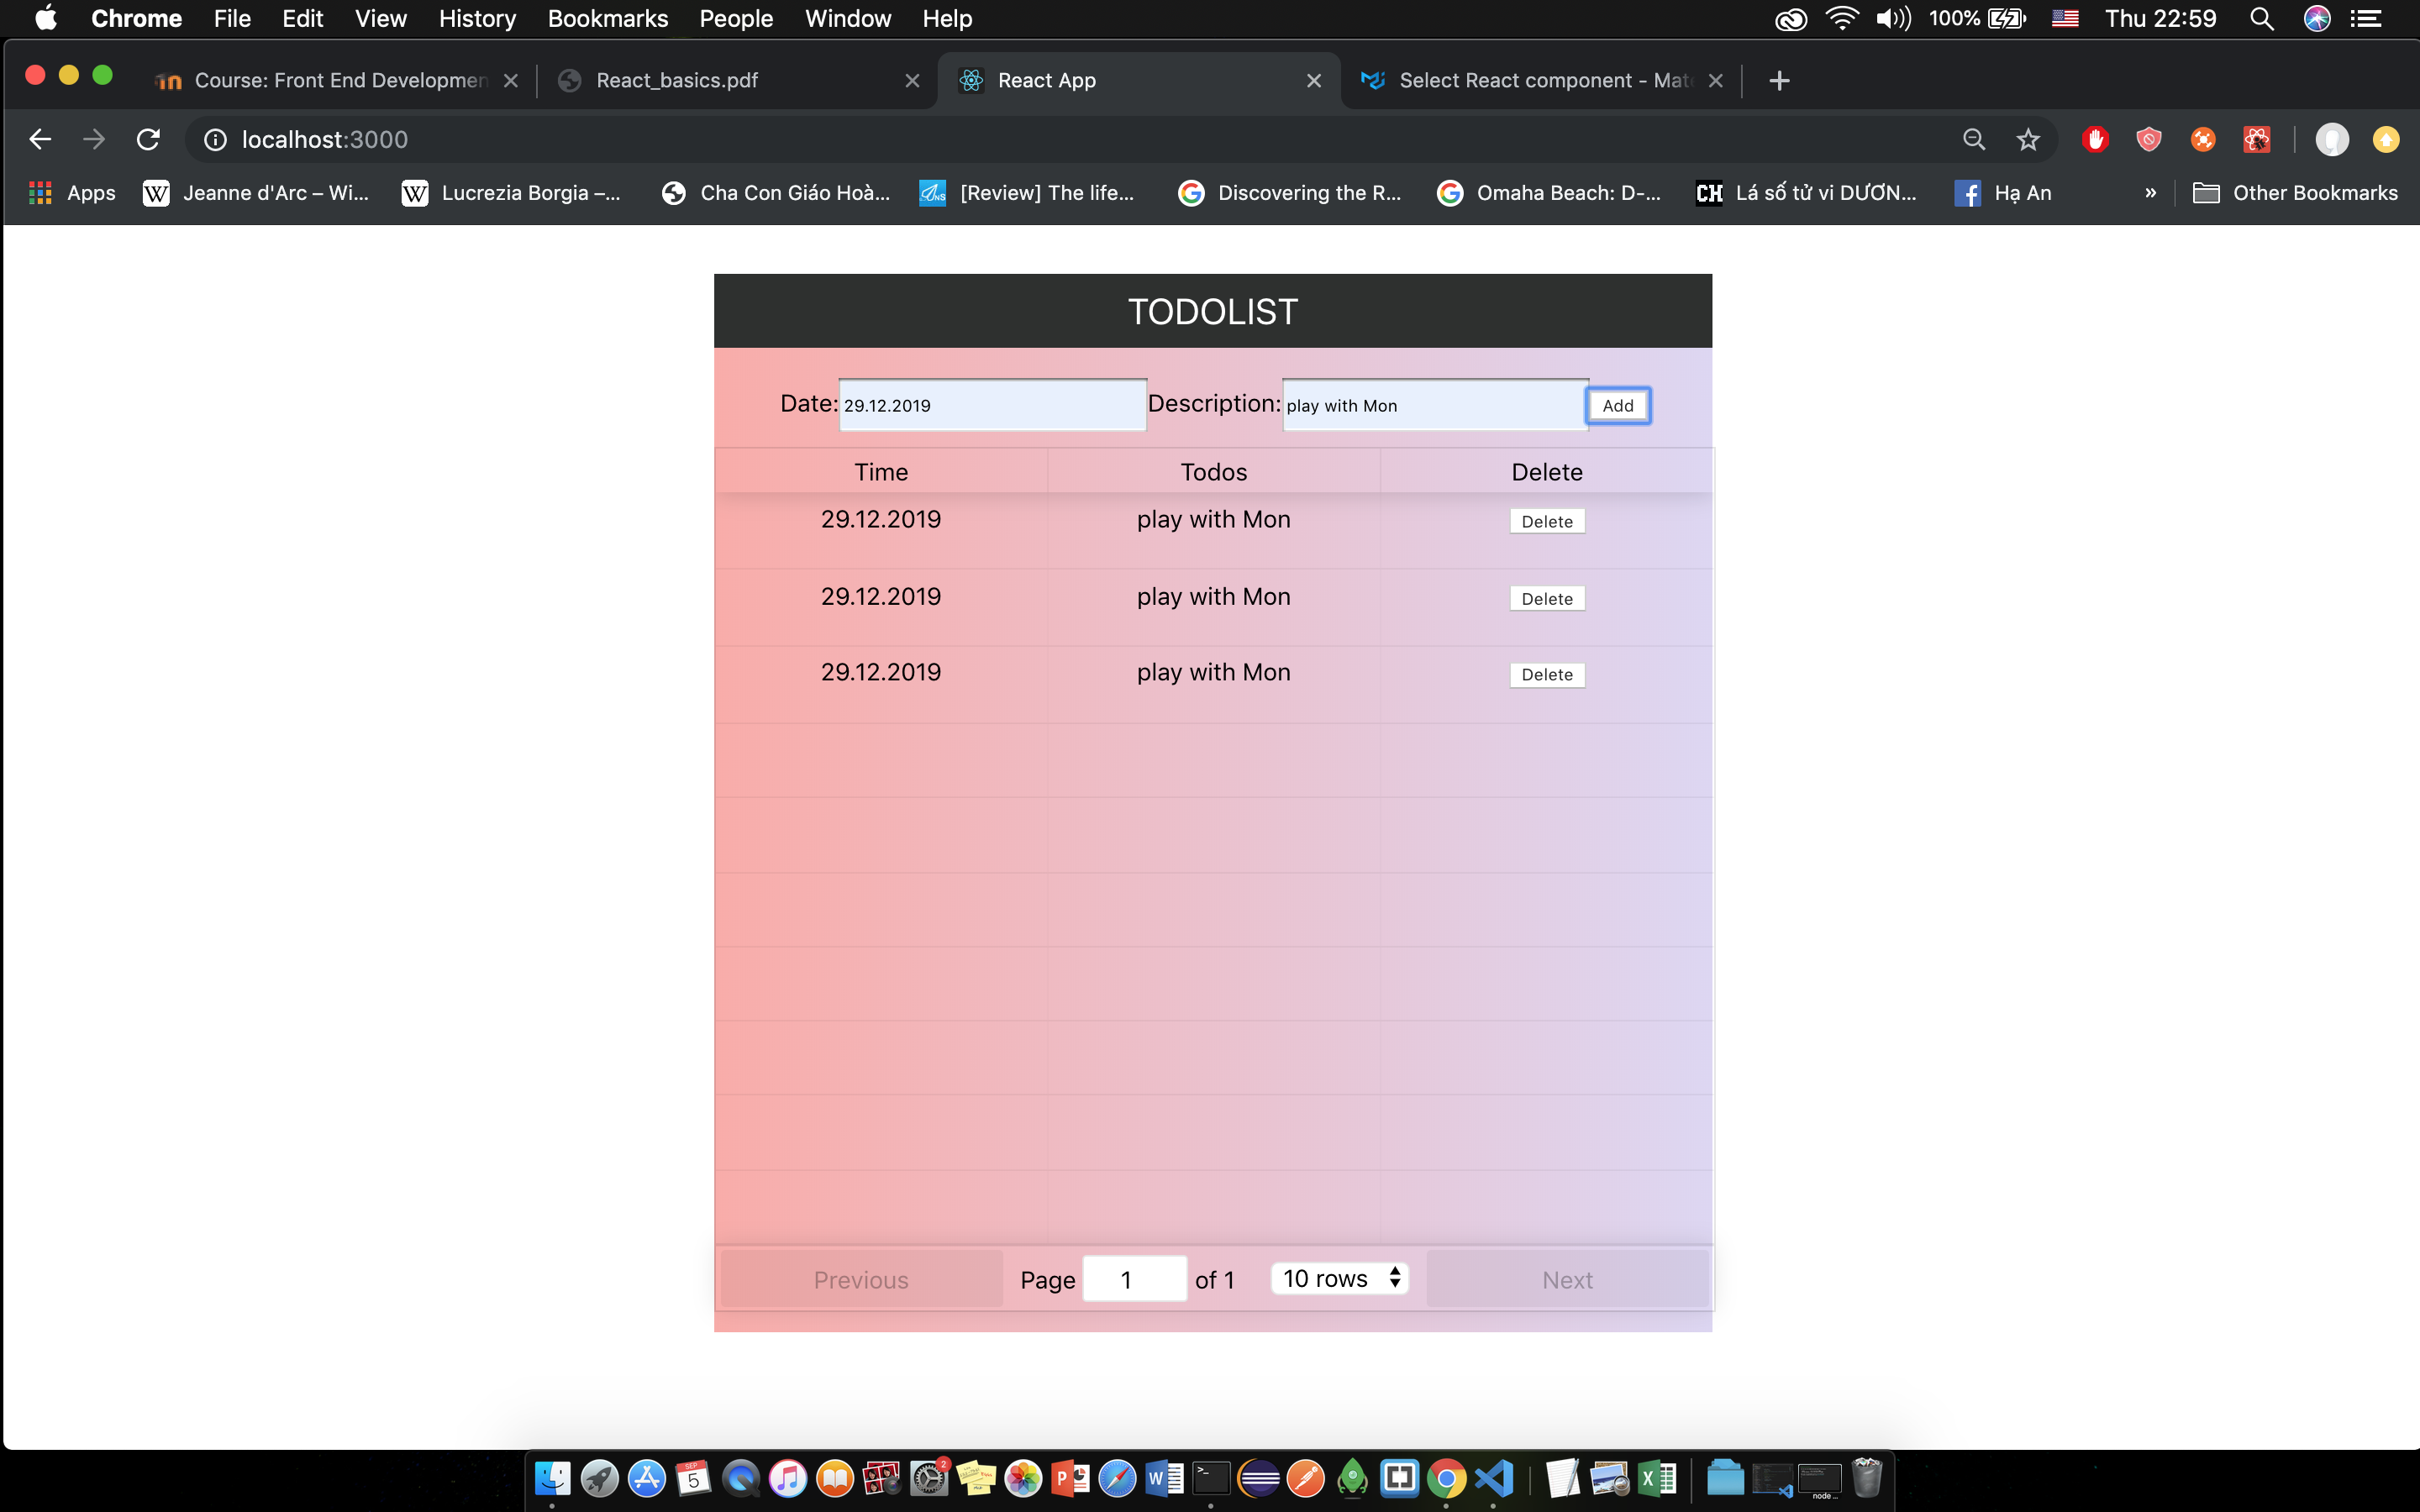 Chrome File Edit View History Bookmarks People Window Help 100% Thu 22:59
Course: Front End Developmen React_basics.pdf React App Select React component - Mat
localhost:3000
Apps Jeanne d'Arc – Wi... Lucrezia Borgia –... Cha Con Giáo Hoà... [Review] The life... Discovering the R... Omaha Beach: D-... CH Lá số tử vi DƯƠN... Hạ An » Other Bookmarks
TODOLIST
Date: 29.12.2019 Description: play with Mon Add
Time Todos Delete
29.12.2019 play with Mon Delete
29.12.2019 play with Mon Delete
29.12.2019 play with Mon Delete
Previous Page 1 of 1 10 rows Next
SEP 5 2 node ...